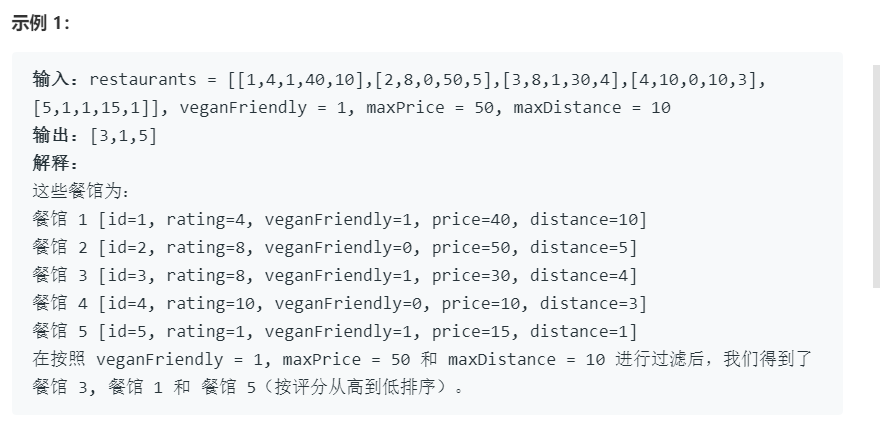 示例 1：
输入：restaurants = [[1,4,1,40,10],[2,8,0,50,5],[3,8,1,30,4],[4,10,0,10,3],
[5,1,1,15,1]], veganFriendly = 1, maxPrice = 50, maxDistance = 10
输出：[3,1,5]
解释：
这些餐馆为：
餐馆 1 [id=1, rating=4, veganFriendly=1, price=40, distance=10]
餐馆 2 [id=2, rating=8, veganFriendly=0, price=50, distance=5]
餐馆 3 [id=3, rating=8, veganFriendly=1, price=30, distance=4]
餐馆 4 [id=4, rating=10, veganFriendly=0, price=10, distance=3]
餐馆 5 [id=5, rating=1, veganFriendly=1, price=15, distance=1]
在按照 veganFriendly = 1, maxPrice = 50 和 maxDistance = 10 进行过滤后，我们得到了
餐馆 3, 餐馆 1 和 餐馆 5（按评分从高到低排序）。